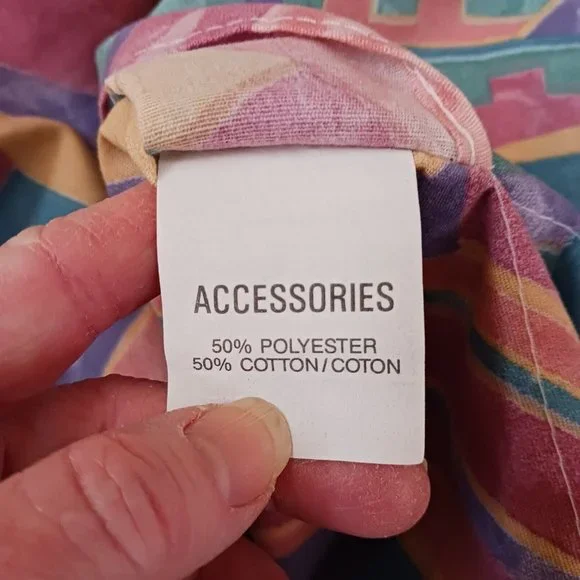 ACCESSORIES
50% POLYESTER
50% COTTON/COTON